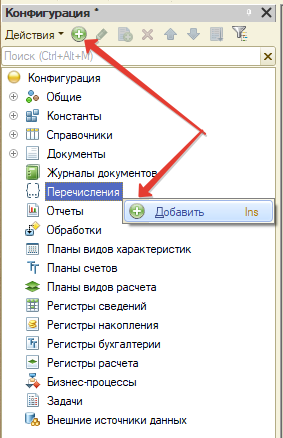 Конфигурация *
Действия
Поиск (Ctrl+Alt+M)
Конфигурация
Общие
Константы
Справочники
Документы
Журналы документов
Перечисления
Добавить Ins
Отчеты
Обработки
Планы видов характеристик
Планы счетов
Планы видов расчета
Регистры сведений
Регистры накопления
Регистры бухгалтерии
Регистры расчета
Бизнес-процессы
Задачи
Внешние источники данных